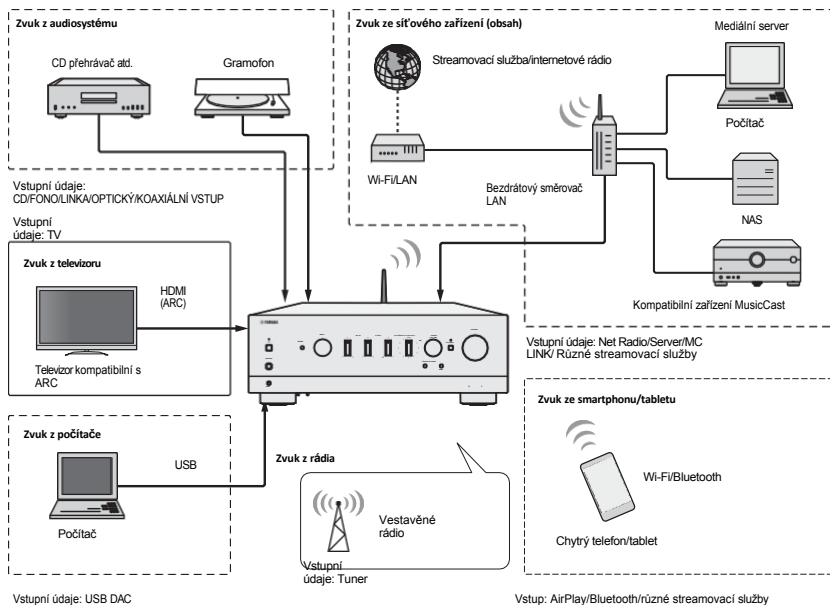 Zvuk z audiosystému
CD přehrávač atd.
Gramofon
Vstupní údaje:
CD/FONO/LINKA/OPTICKÝ/KOAXIÁLNÍ VSTUP
Zvuk ze síťového zařízení (obsah)
Streamovací služba/internetové rádio
Mediální server
Počítač
Wi-Fi/LAN
Bezdrátový směrovač
LAN
NAS
Kompatibilní zařízení MusicCast
Vstupní údaje: Net Radio/Server/MC
LINK/ Různé streamovací služby
Vstupní
údaje: TV
Zvuk z televizoru
HDMI
(ARC)
Televizor kompatibilní s
ARC
YAMAHA
Zvuk z počítače
USB
Počítač
Vstupní údaje: USB DAC
Zvuk z rádia
Vestavěné
rádio
Vstupní
údaje: Tuner
Zvuk ze smartphonu/tabletu
Wi-Fi/Bluetooth
Chytrý telefon/tablet
Vstup: AirPlay/Bluetooth/různé streamovací služby